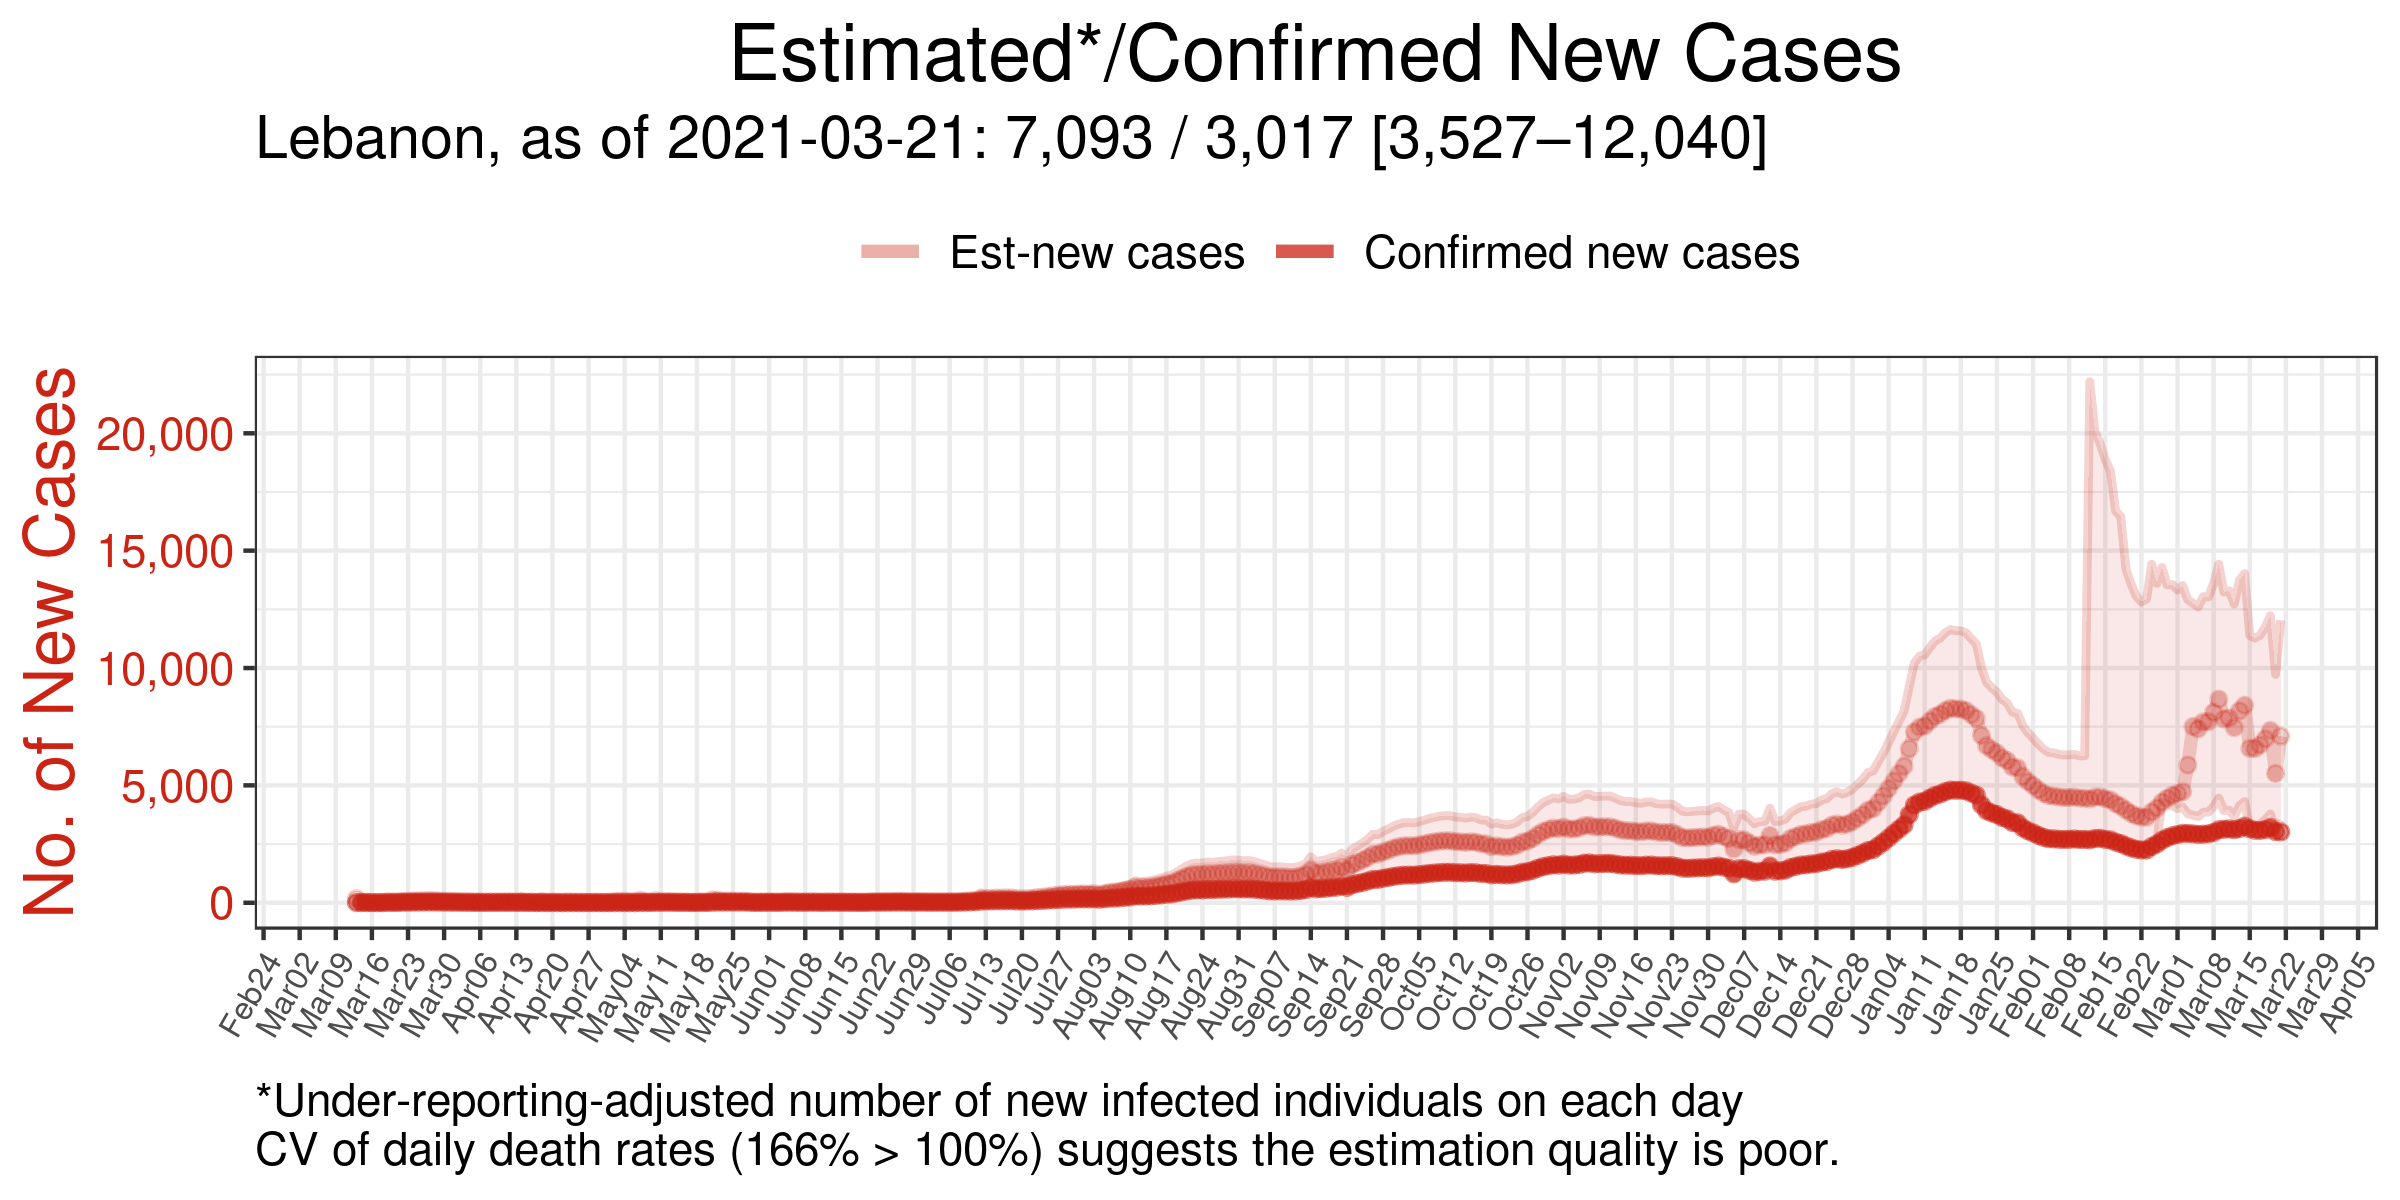 Estimated*/Confirmed New Cases
Lebanon, as of 2021-03-21: 7,093 / 3,017 [3,527–12,040]
Est-new cases Confirmed new cases
No. of New Cases
20,000
15,000
10,000
5,000
0
Feb24 Mar02 Mar09 Mar16 Mar23 Mar30 Apr06 Apr13 Apr20 Apr27 May04 May11 May18 May25 Jun01 Jun08 Jun15 Jun22 Jun29 Jul06 Jul13 Jul20 Jul27 Aug03 Aug10 Aug17 Aug24 Aug31 Sep07 Sep14 Sep21 Sep28 Oct05 Oct12 Oct19 Oct26 Nov02 Nov09 Nov16 Nov23 Nov30 Dec07 Dec14 Dec21 Dec28 Jan04 Jan11 Jan18 Jan25 Feb01 Feb08 Feb15 Feb22 Mar01 Mar08 Mar15 Mar22 Mar29 Apr05
*Under-reporting-adjusted number of new infected individuals on each day
CV of daily death rates (166% > 100%) suggests the estimation quality is poor.